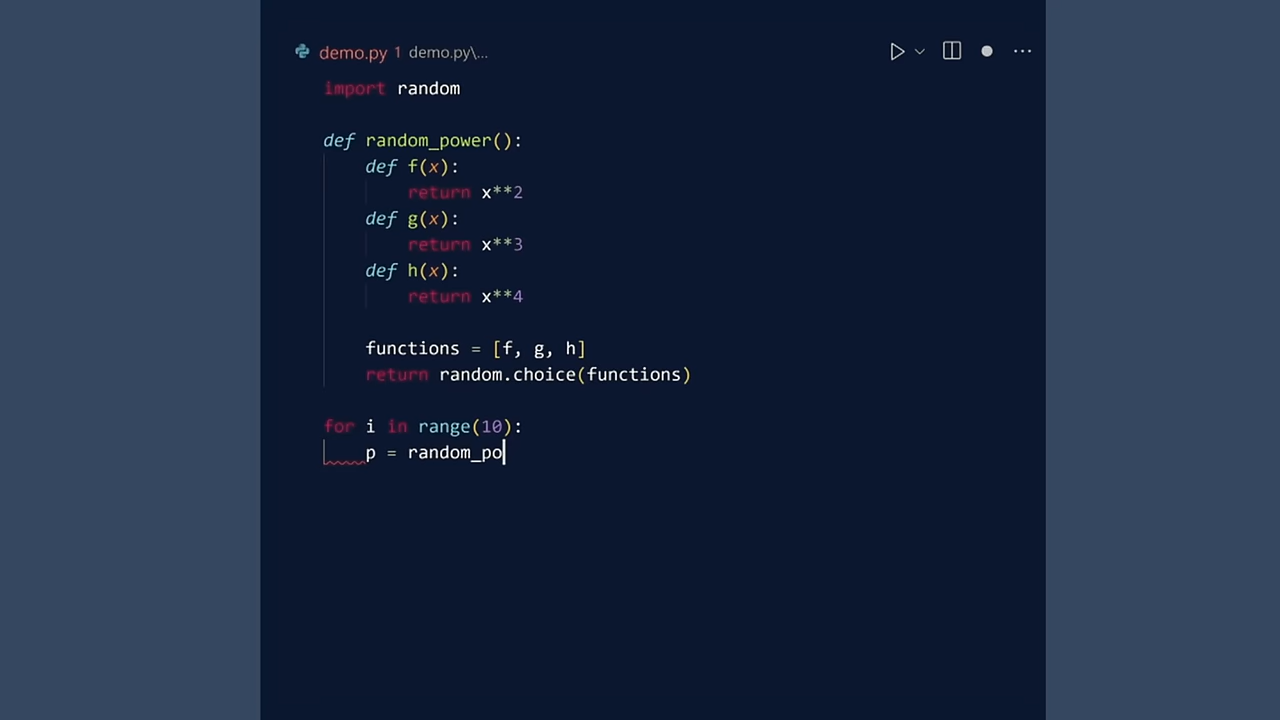 demo.py 1 demo.py\...
import random
def random_power():
    def f(x):
        return x**2
    def g(x):
        return x**3
    def h(x):
        return x**4
    functions = [f, g, h]
    return random.choice(functions)
for i in range(10):
    p = random_po